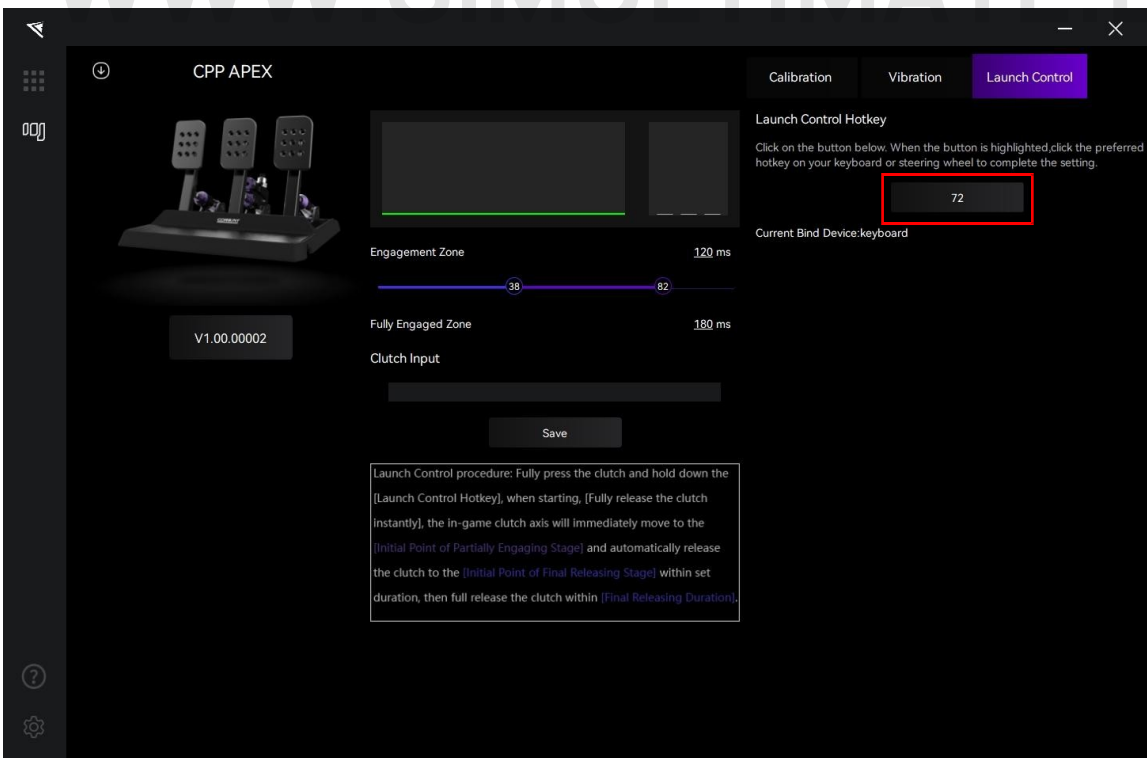 CPP APEX
V1.00.00002
Engagement Zone
120 ms
38
82
Fully Engaged Zone
180 ms
Clutch Input
Save
Launch Control procedure: Fully press the clutch and hold down the
[Launch Control Hotkey], when starting, [Fully release the clutch
instantly], the in-game clutch axis will immediately move to the
[Initial Point of Partially Engaging Stage] and automatically release
the clutch to the [Initial Point of Final Releasing Stage] within set
duration, then full release the clutch within [Final Releasing Duration].
Calibration
Vibration
Launch Control
Launch Control Hotkey
Click on the button below. When the button is highlighted,click the preferred
hotkey on your keyboard or steering wheel to complete the setting.
72
Current Bind Device:keyboard